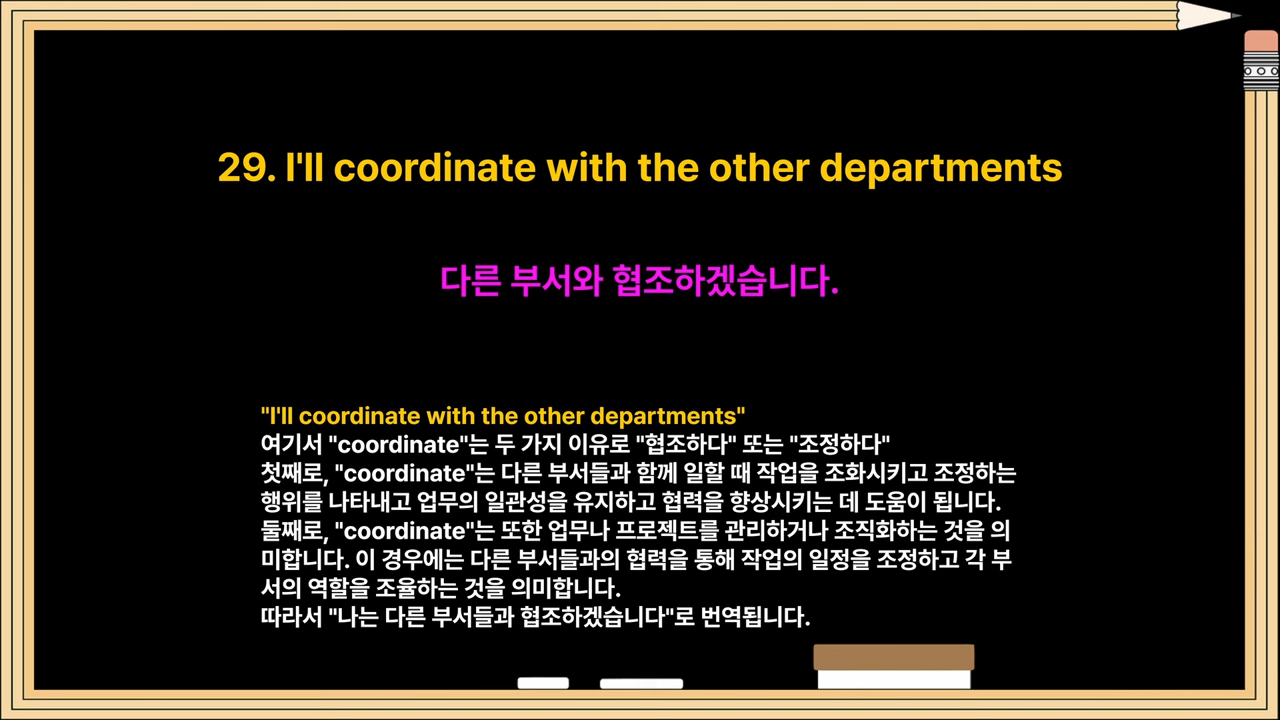 29. I'll coordinate with the other departments
다른 부서와 협조하겠습니다.
"I'll coordinate with the other departments"
여기서 "coordinate"는 두 가지 이유로 "협조하다" 또는 "조정하다"
첫째로, "coordinate"는 다른 부서들과 함께 일할 때 작업을 조화시키고 조정하는
행위를 나타내고 업무의 일관성을 유지하고 협력을 향상시키는 데 도움이 됩니다.
둘째로, "coordinate"는 또한 업무나 프로젝트를 관리하거나 조직화하는 것을 의
미합니다. 이 경우에는 다른 부서들과의 협력을 통해 작업의 일정을 조정하고 각 부
서의 역할을 조율하는 것을 의미합니다.
따라서 "나는 다른 부서들과 협조하겠습니다"로 번역됩니다.